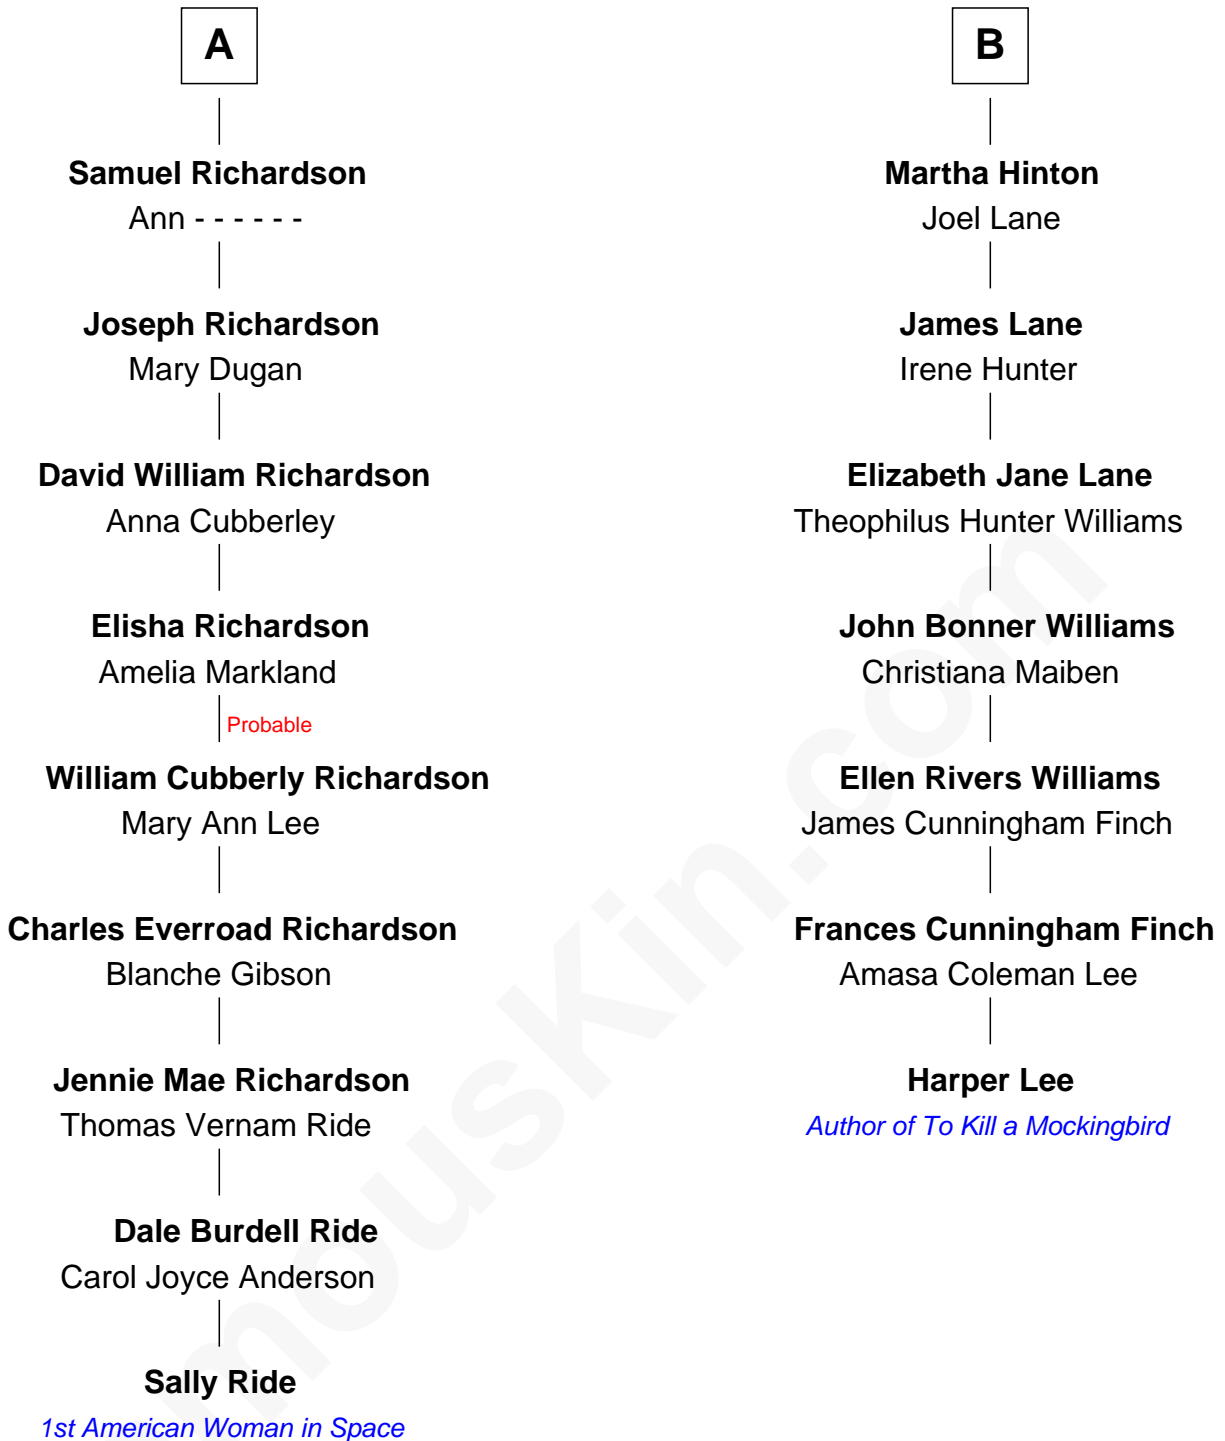 A
Samuel Richardson
Ann - - - - - -
Joseph Richardson
Mary Dugan
David William Richardson
Anna Cubberley
Elisha Richardson
Amelia Markland
Probable
William Cubberly Richardson
Mary Ann Lee
Charles Everroad Richardson
Blanche Gibson
Jennie Mae Richardson
Thomas Vernam Ride
Dale Burdell Ride
Carol Joyce Anderson
Sally Ride
1st American Woman in Space
B
Martha Hinton
Joel Lane
James Lane
Irene Hunter
Elizabeth Jane Lane
Theophilus Hunter Williams
John Bonner Williams
Christiana Maiben
Ellen Rivers Williams
James Cunningham Finch
Frances Cunningham Finch
Amasa Coleman Lee
Harper Lee
Author of To Kill a Mockingbird
mouskin.com